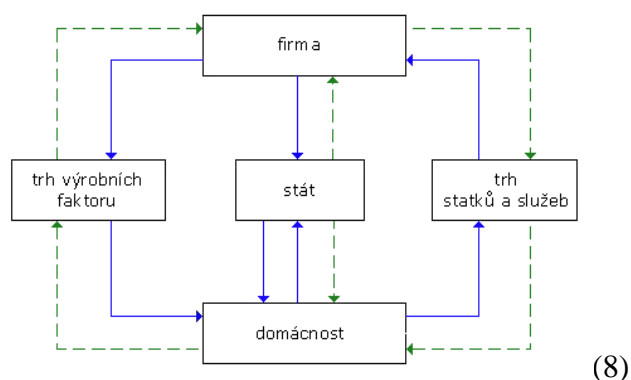 firma
trh výrobních
faktoru
stát
trh
statků a služeb
domácnost
(8)